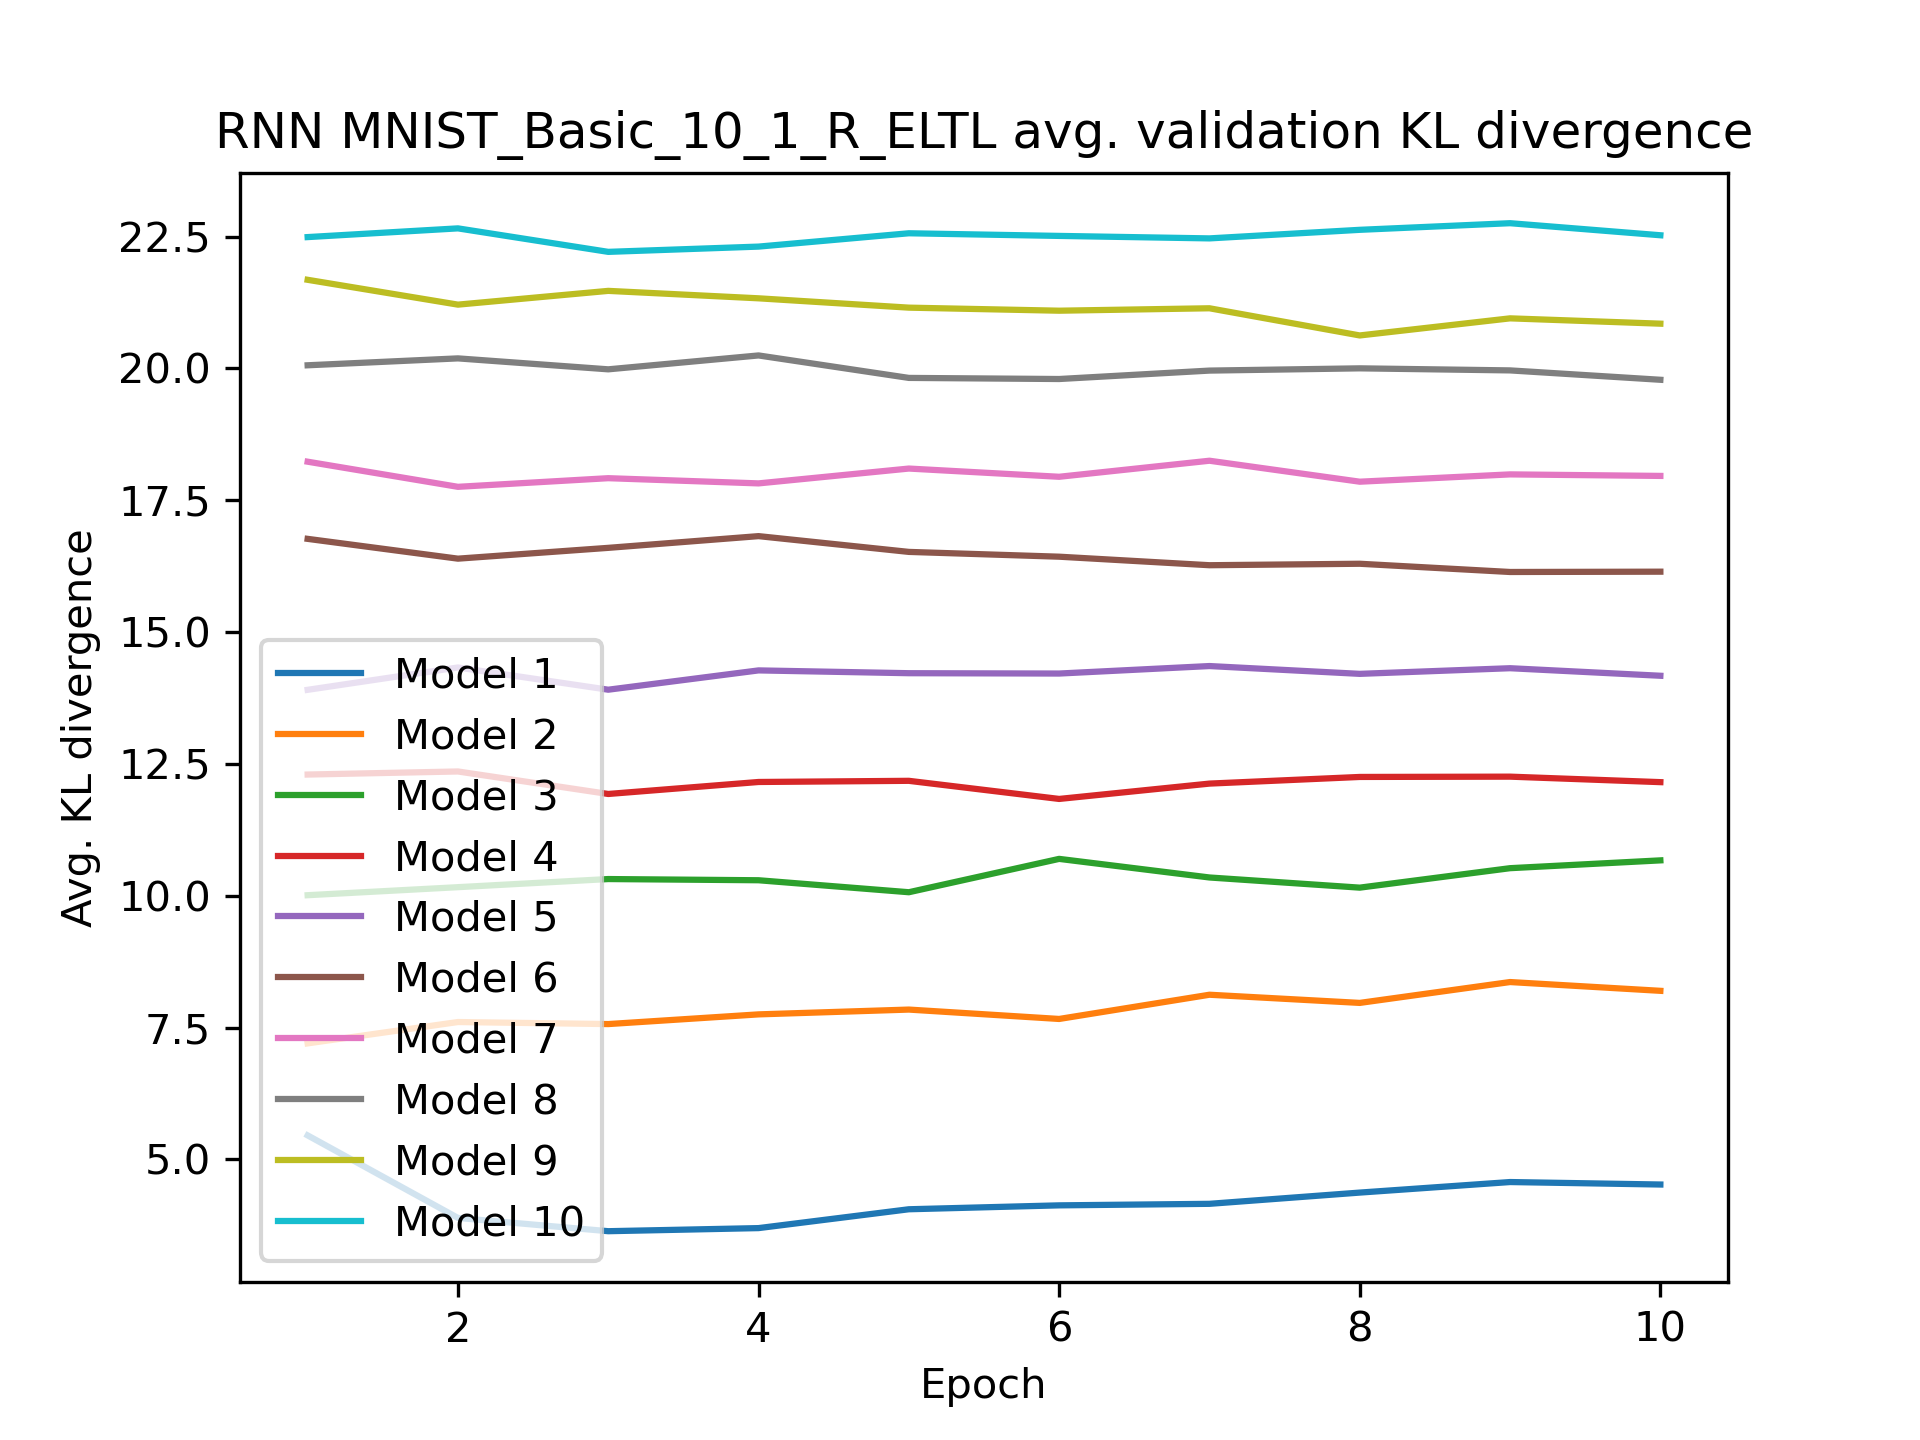 RNN MNIST_Basic_10_1_R_ELTL avg. validation KL divergence
22.5
20.0
17.5
15.0
12.5
10.0
7.5
5.0
Avg. KL divergence
Model 1
Model 2
Model 3
Model 4
Model 5
Model 6
Model 7
Model 8
Model 9
Model 10
2 4 6 8 10
Epoch